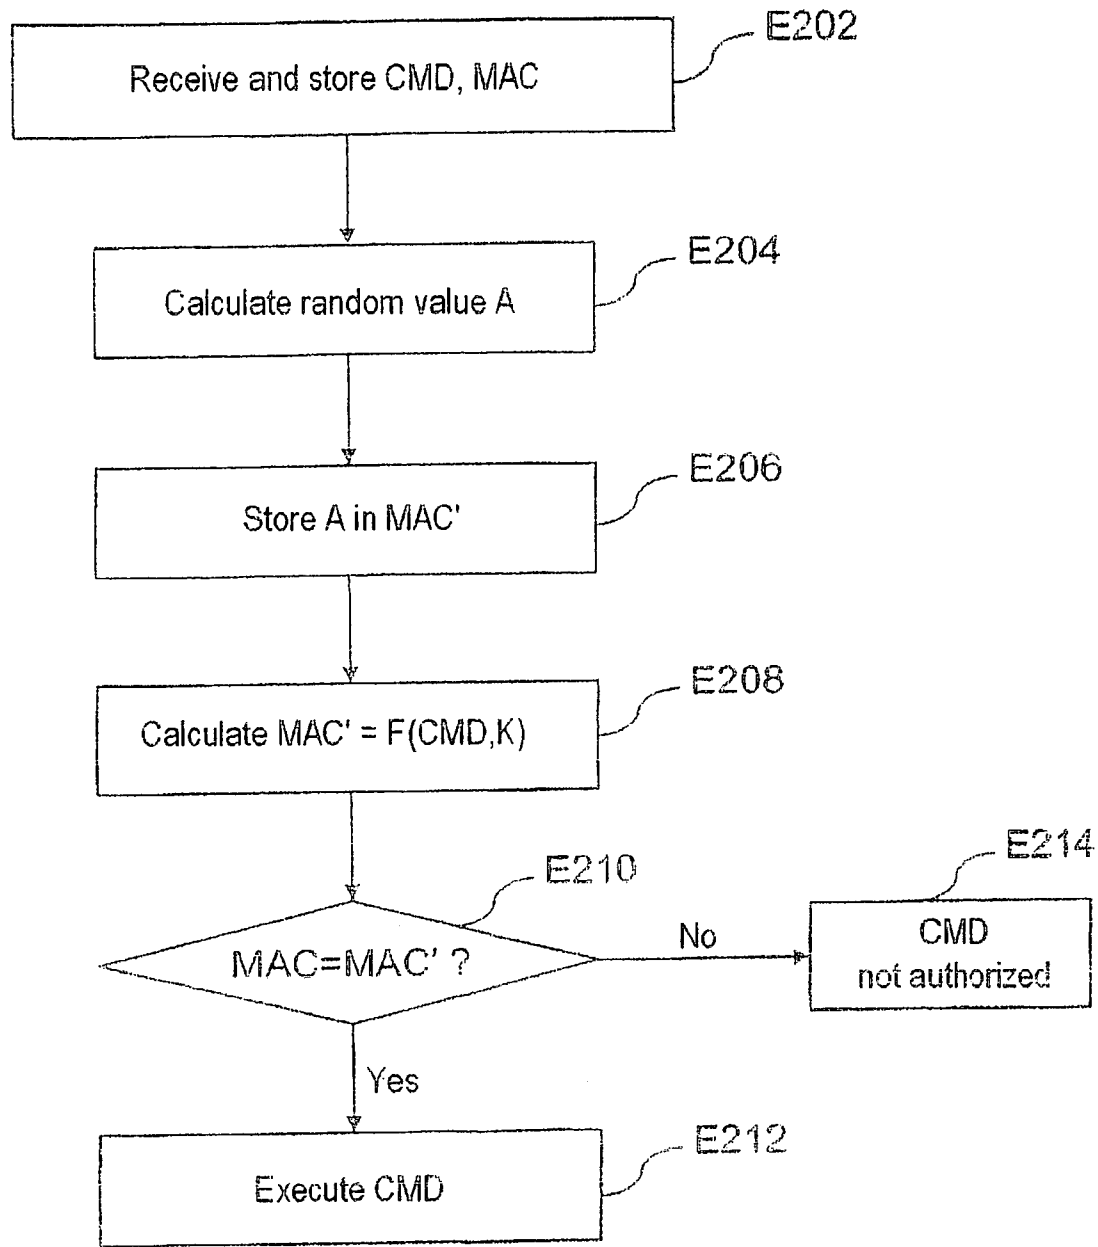 E202
Receive and store CMD, MAC
E204
Calculate random value A
E206
Store A in MAC'
E208
Calculate MAC' = F(CMD,K)
E210
MAC=MAC' ?
No
E214
CMD
not authorized
Yes
E212
Execute CMD